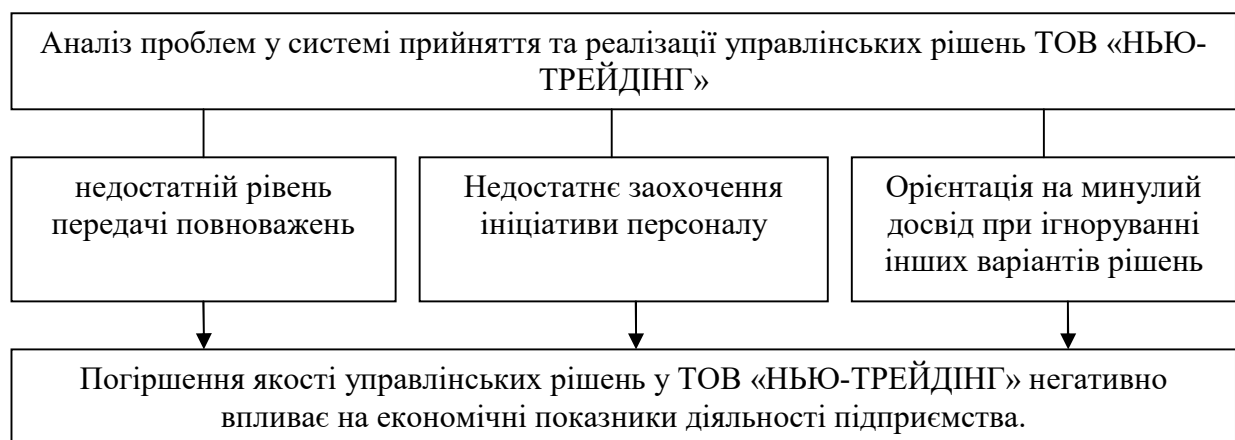 Аналіз проблем у системі прийняття та реалізації управлінських рішень ТОВ «НЬЮ-
ТРЕЙДІНГ»
недостатній рівень
передачі повноважень
Недостатнє заохочення
ініціативи персоналу
Орієнтація на минулий
досвід при ігноруванні
інших варіантів рішень
Погіршення якості управлінських рішень у ТОВ «НЬЮ-ТРЕЙДІНГ» негативно
впливає на економічні показники діяльності підприємства.